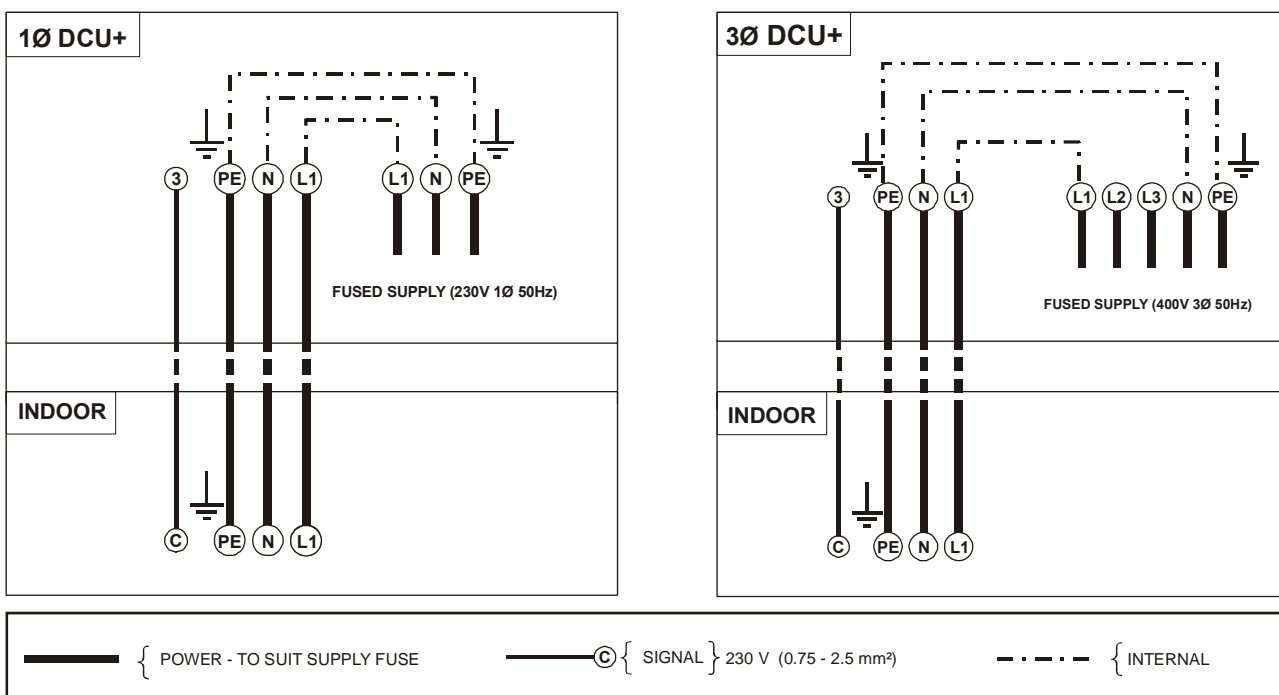 1Ø DCU+
3 PE N L1 L1 N PE
FUSED SUPPLY (230V 1Ø 50Hz)
INDOOR
C PE N L1
3Ø DCU+
3 PE N L1 L1 L2 L3 N PE
FUSED SUPPLY (400V 3Ø 50Hz)
INDOOR
C PE N L1
POWER - TO SUIT SUPPLY FUSE
C SIGNAL 230 V (0.75 - 2.5 mm²)
INTERNAL